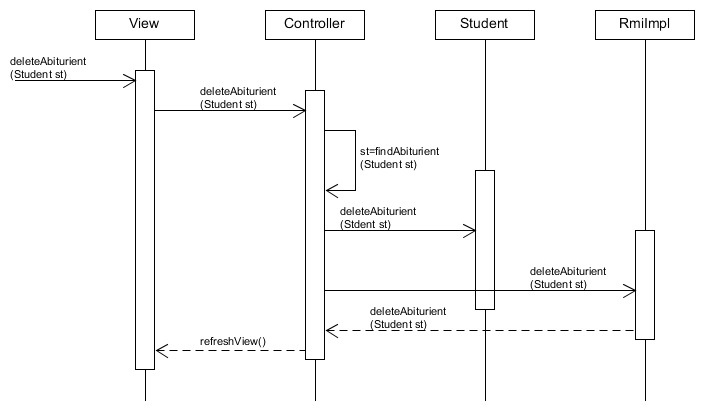 View
Controller
Student
RmiImpl
deleteAbiturient
(Student st)
deleteAbiturient
(Student st)
st=findAbiturient
(Student st)
deleteAbiturient
(Stdent st)
deleteAbiturient
(Student st)
deleteAbiturient
(Student st)
refreshView()